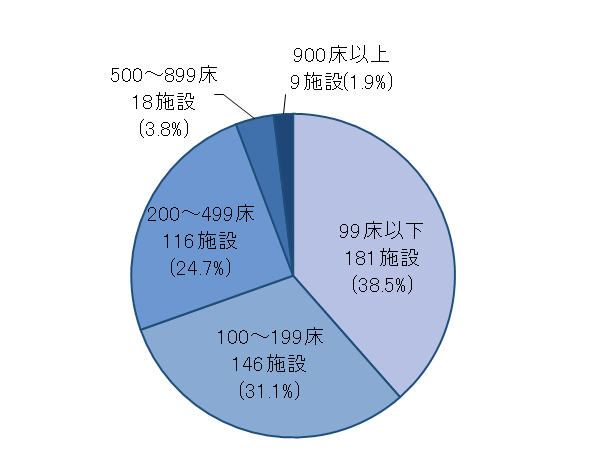 900床以上
9施設(1.9%)
500～899床
18施設
(3.8%)
99床以下
181施設
(38.5%)
200～499床
116施設
(24.7%)
100～199床
146施設
(31.1%)